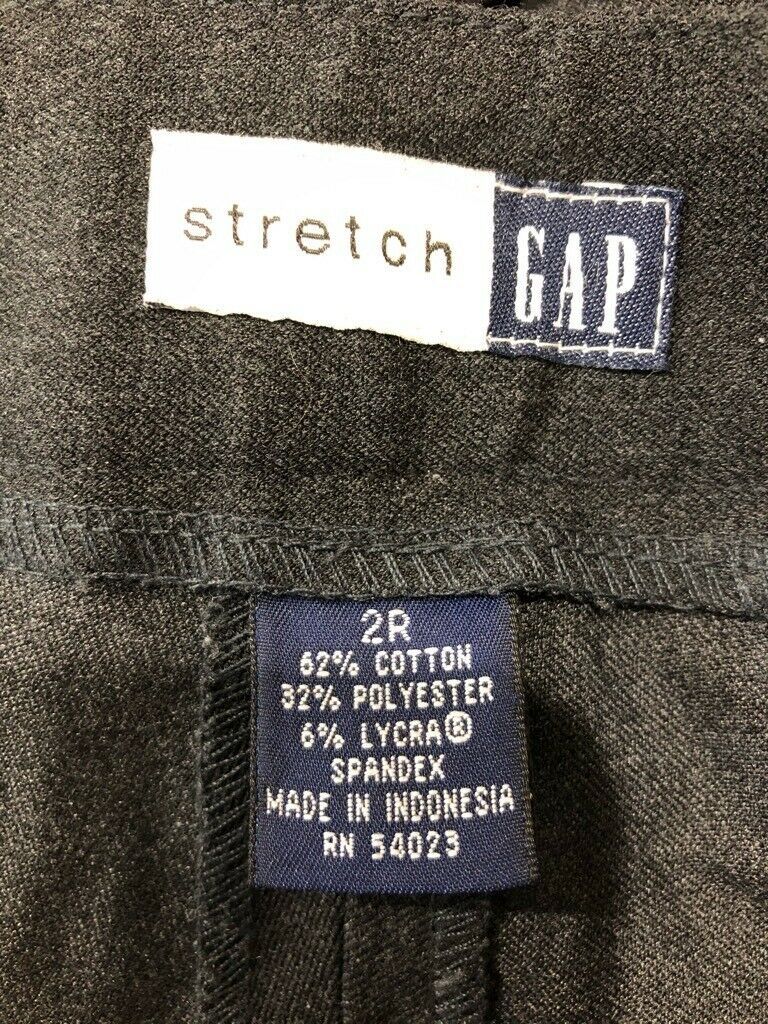 stretch GAP
2R
62% COTTON
32% POLYESTER
6% LYCRA®
SPANDEX
MADE IN INDONESIA
RN 54023